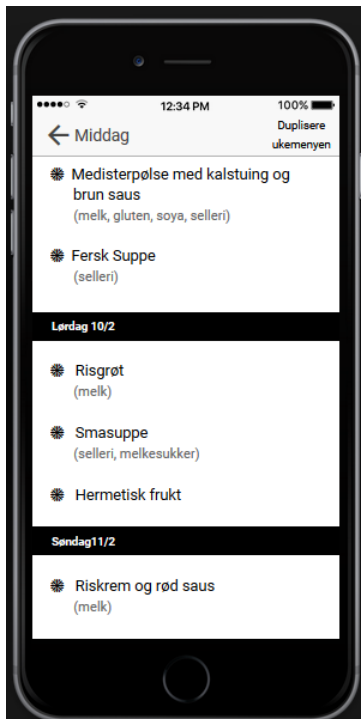 12:34 PM
100%
Middag
Duplisere
ukemenyen
Medisterpølse med kalstuing og
brun saus
(melk, gluten, soya, selleri)
Fersk Suppe
(selleri)
Lørdag 10/2
Risgrøt
(melk)
Smasuppe
(selleri, melkesukker)
Hermetisk frukt
Søndag11/2
Riskrem og rød saus
(melk)